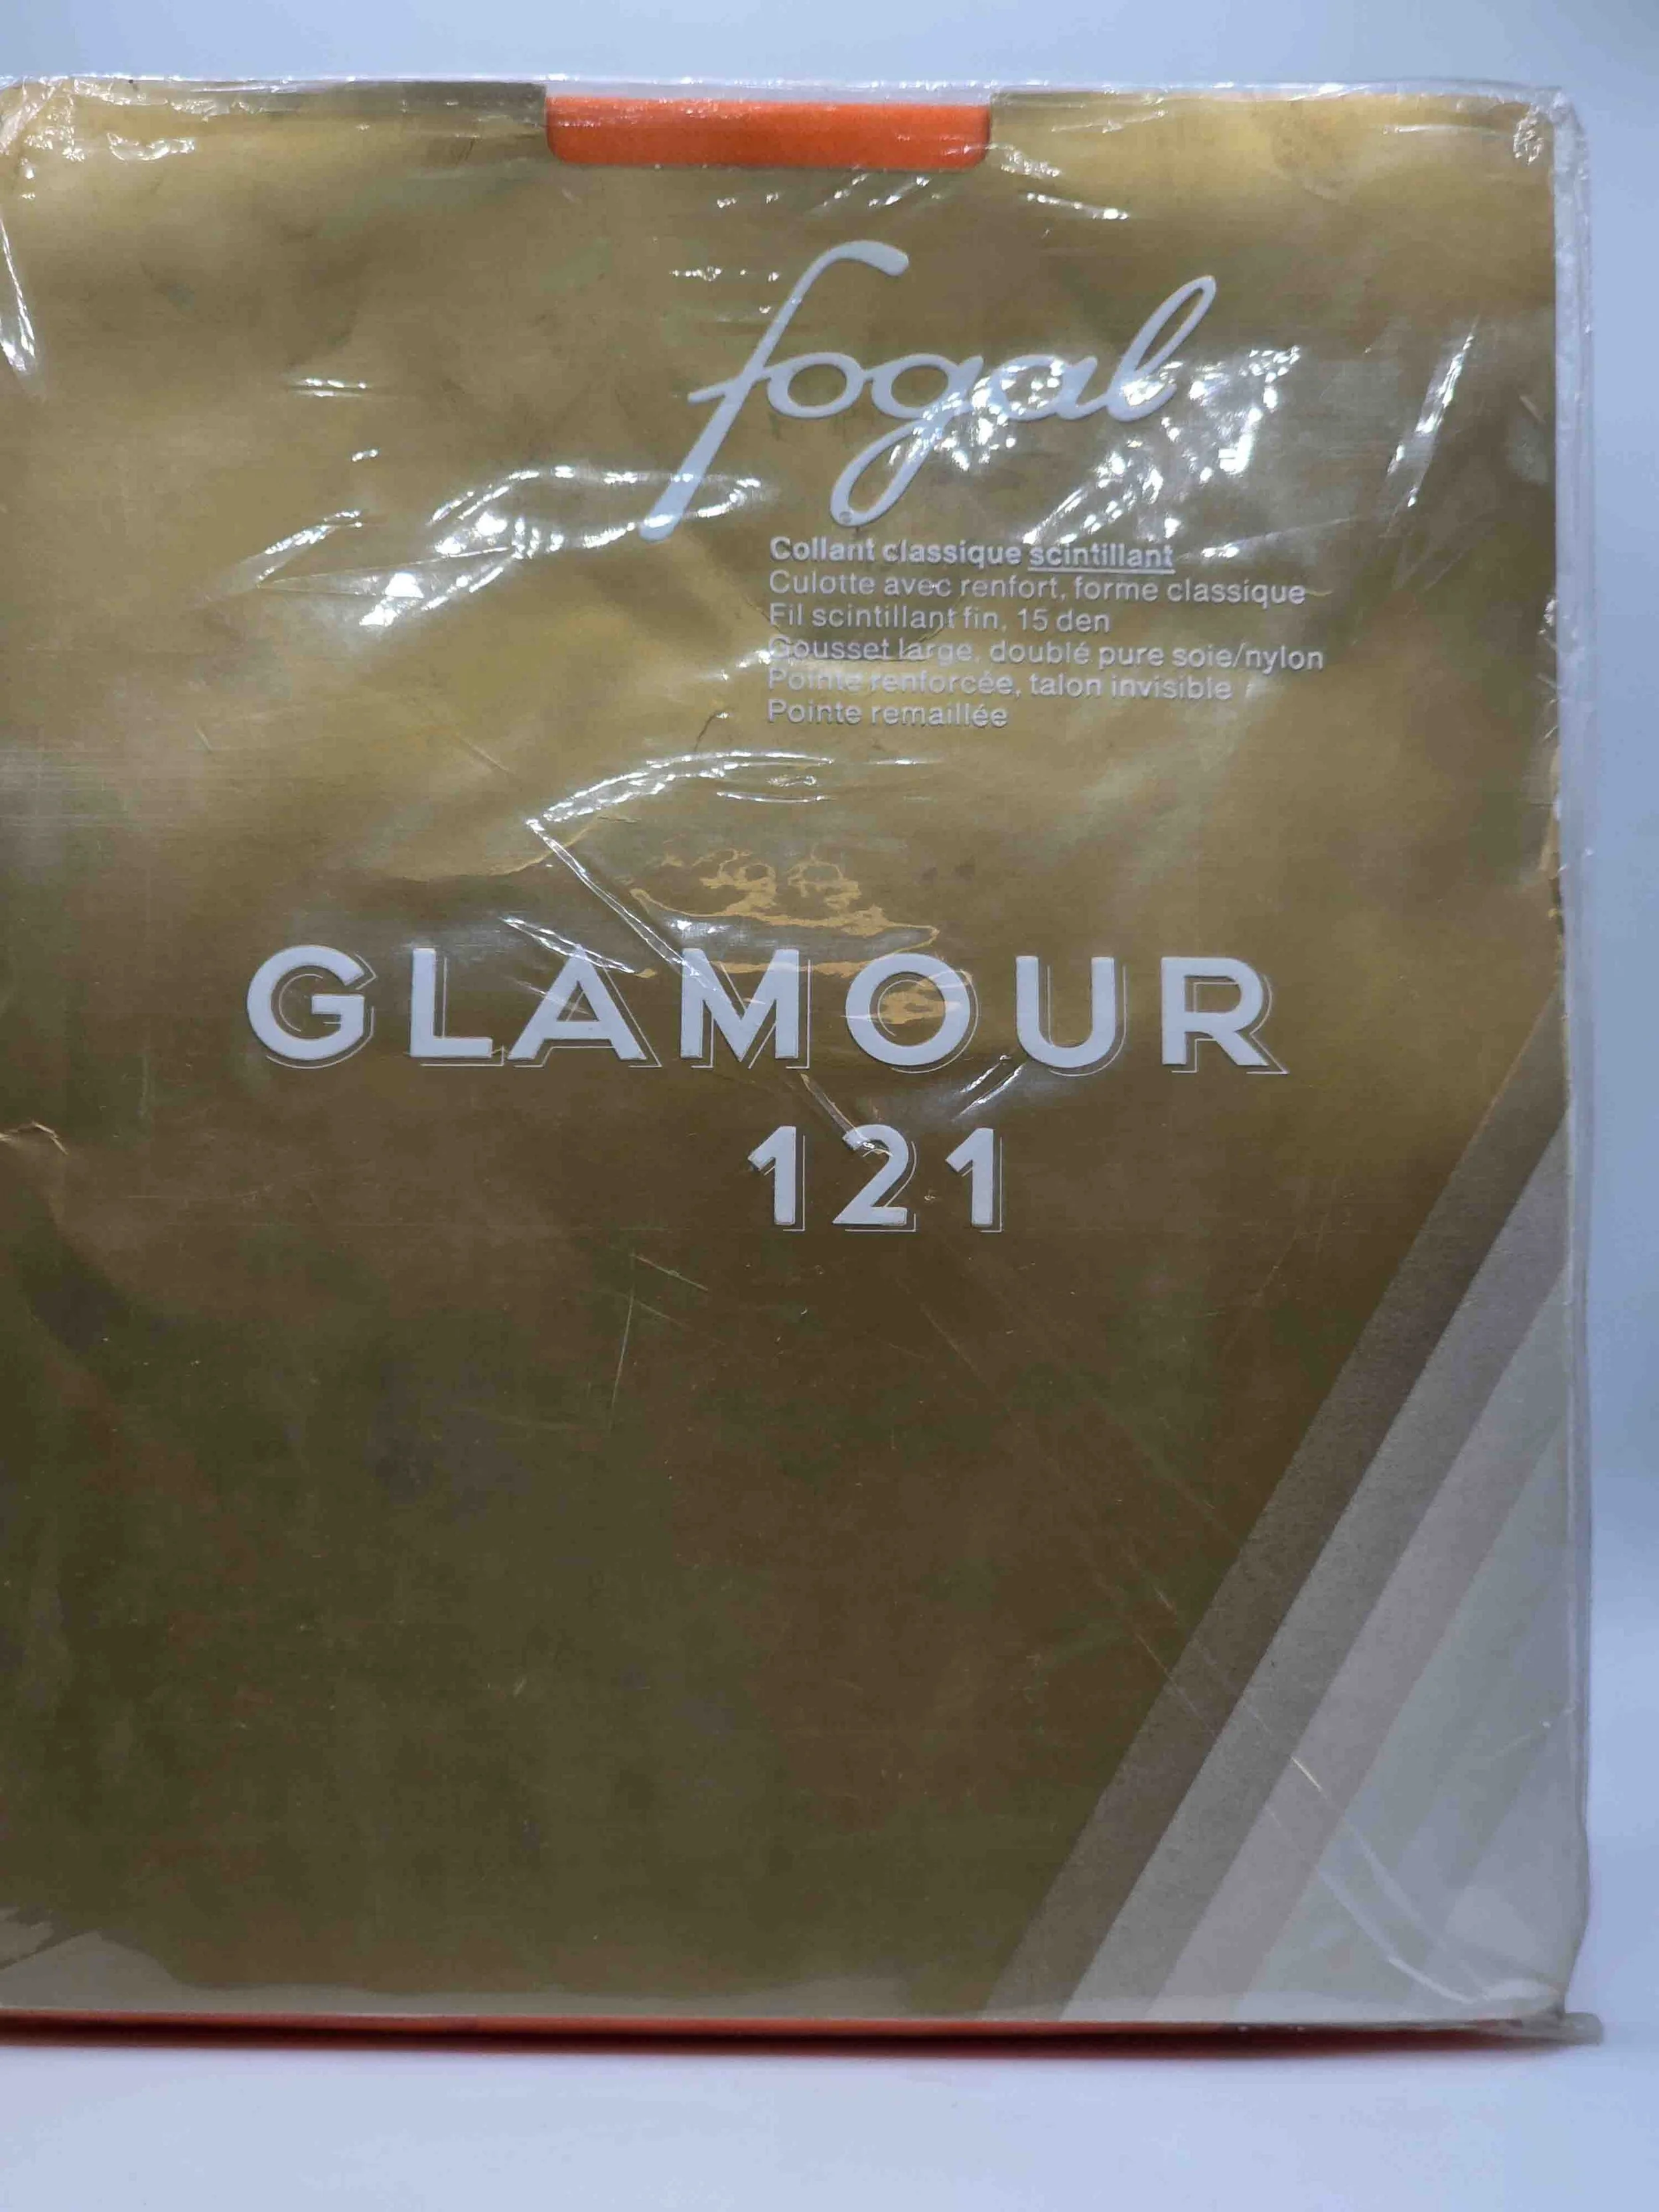 fogal
Collant classique scintillant
Culotte avec renfort, forme classique
Fil scintillant fin, 15 den
Gousset large, doublé pure soie/nylon
Pointe renforcée, talon invisible
Pointe remaillée
GLAMOUR
121